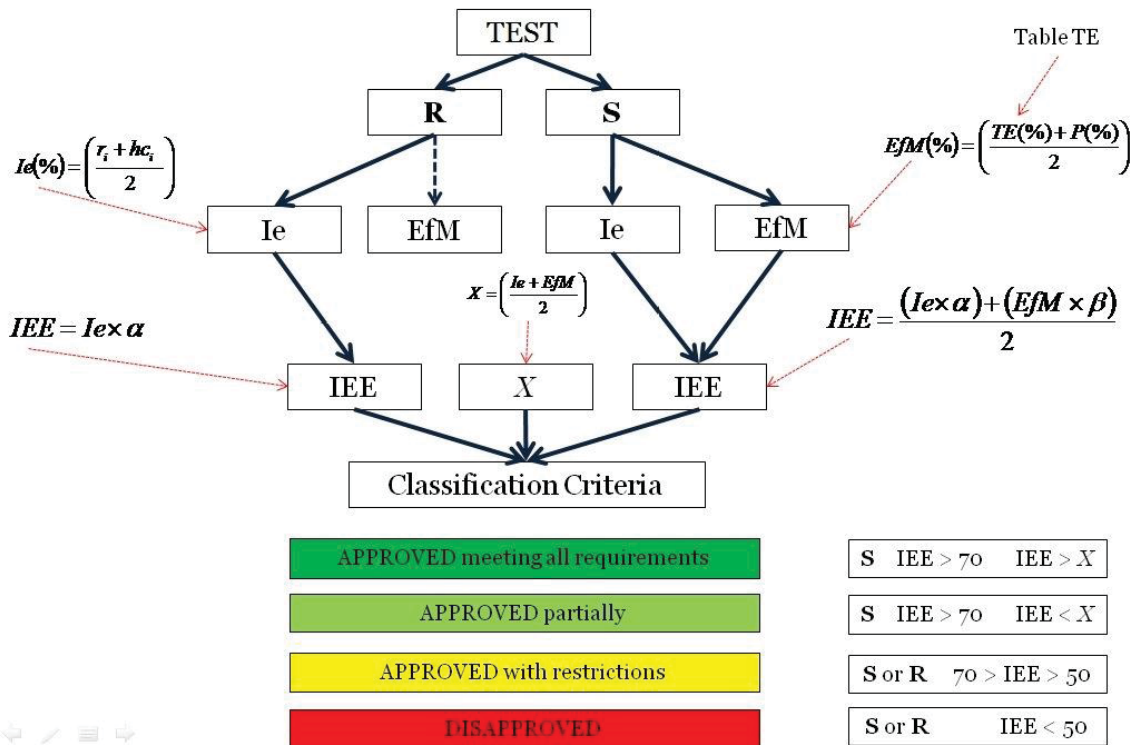 TEST
Table TE
R
S
Ie(%)=((r_i + hc_i)/2)
EfM(%)=((TE(%)+P(%))/2)
Ie
EfM
Ie
EfM
X=((Ie + EfM)/2)
IEE = Ie×α
IEE = ((Ie×α)+(EfM×β))/2
IEE
X
IEE
Classification Criteria
APPROVED meeting all requirements
S IEE > 70 IEE > X
APPROVED partially
S IEE > 70 IEE < X
APPROVED with restrictions
S or R 70 > IEE > 50
DISAPPROVED
S or R IEE < 50